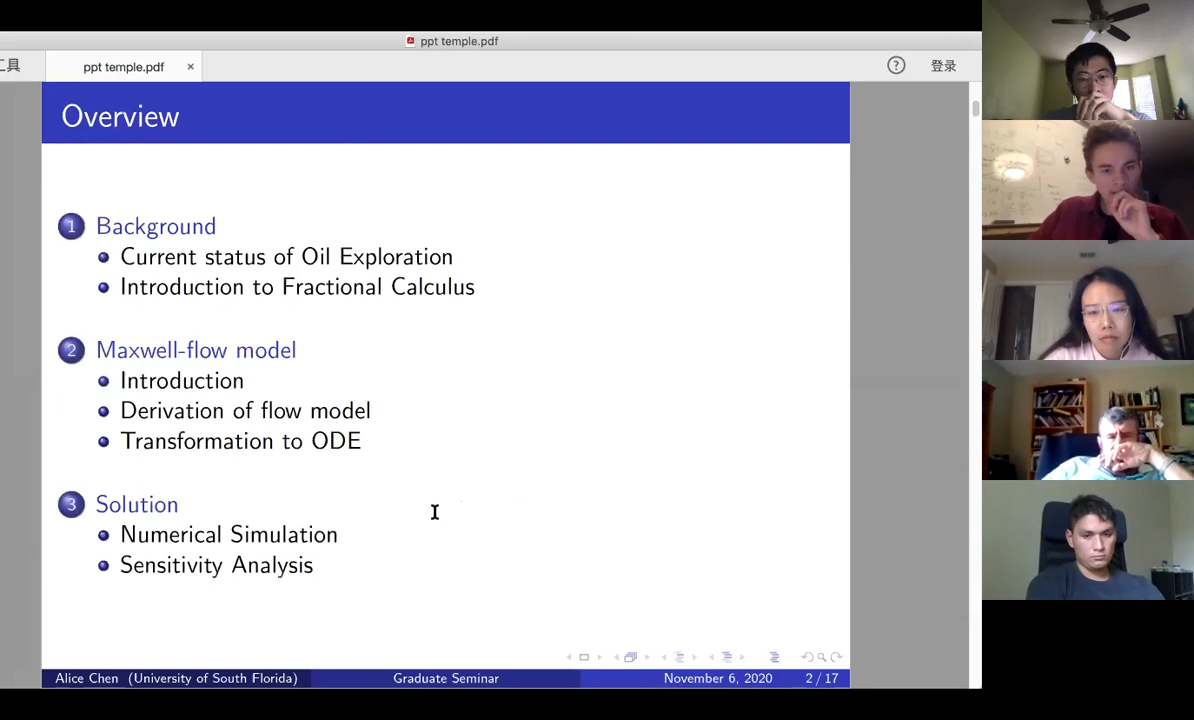 ppt temple.pdf
工具
ppt temple.pdf ×
? 登录
Overview
1 Background
Current status of Oil Exploration
Introduction to Fractional Calculus
2 Maxwell-flow model
Introduction
Derivation of flow model
Transformation to ODE
3 Solution
Numerical Simulation
Sensitivity Analysis
Alice Chen (University of South Florida) Graduate Seminar November 6, 2020 2 / 17